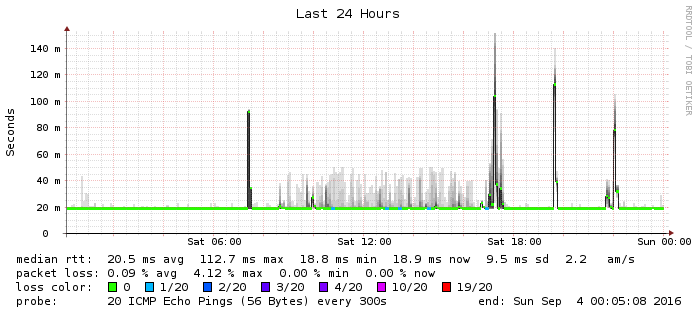 Last 24 Hours
RRDTOOL / TOBI OETIKER
Seconds
140 m
120 m
100 m
80 m
60 m
40 m
20 m
0
Sat 06:00 Sat 12:00 Sat 18:00 Sun 00:00
median rtt: 20.5 ms avg 112.7 ms max 18.8 ms min 18.9 ms now 9.5 ms sd 2.2 am/s
packet loss: 0.09 % avg 4.12 % max 0.00 % min 0.00 % now
loss color: 0 1/20 2/20 3/20 4/20 10/20 19/20
probe: 20 ICMP Echo Pings (56 Bytes) every 300s end: Sun Sep 4 00:05:08 2016